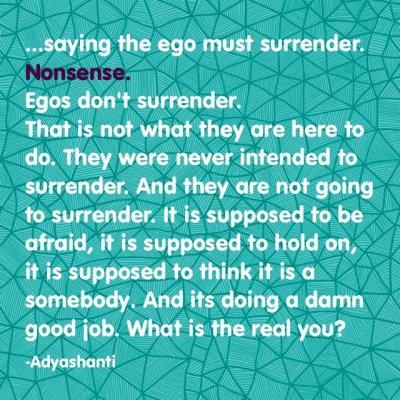 ...saying the ego must surrender.
Nonsense.
Egos don't surrender.
That is not what they are here to
do. They were never intended to
surrender. And they are not going
to surrender. It is supposed to be
afraid, it is supposed to hold on,
it is supposed to think it is a
somebody. And its doing a damn
good job. What is the real you?
-Adyashanti